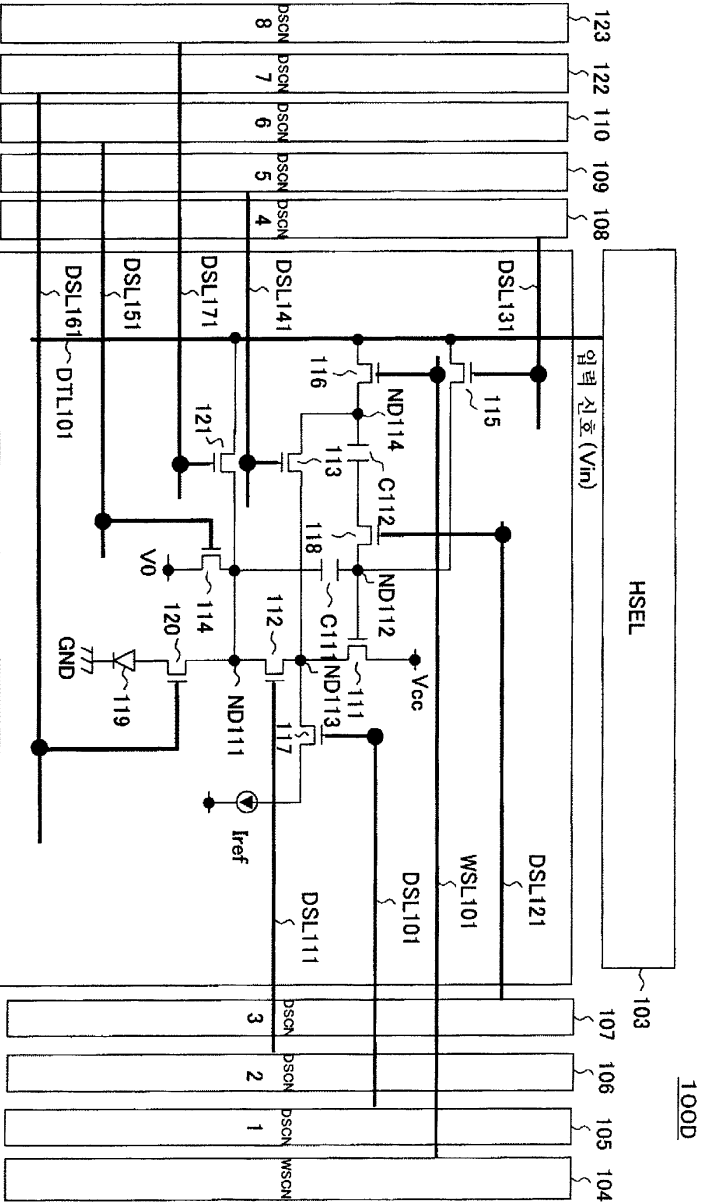 100D
103
HSEL
입력 신호 (Vin)
123
DSCN
8
122
DSCN
7
110
DSCN
6
109
DSCN
5
108
DSCN
4
107
DSCN
3
106
DSCN
2
105
DSCN
1
104
WSCN
DSL131
DSL141
DSL171
DSL151
DSL161
DTL101
DSL121
WSL101
DSL101
DSL111
115
116
ND114
113
C112
118
ND112
121
C111
111
Vcc
ND113
117
112
114
V0
120
ND111
119
GND
Iref